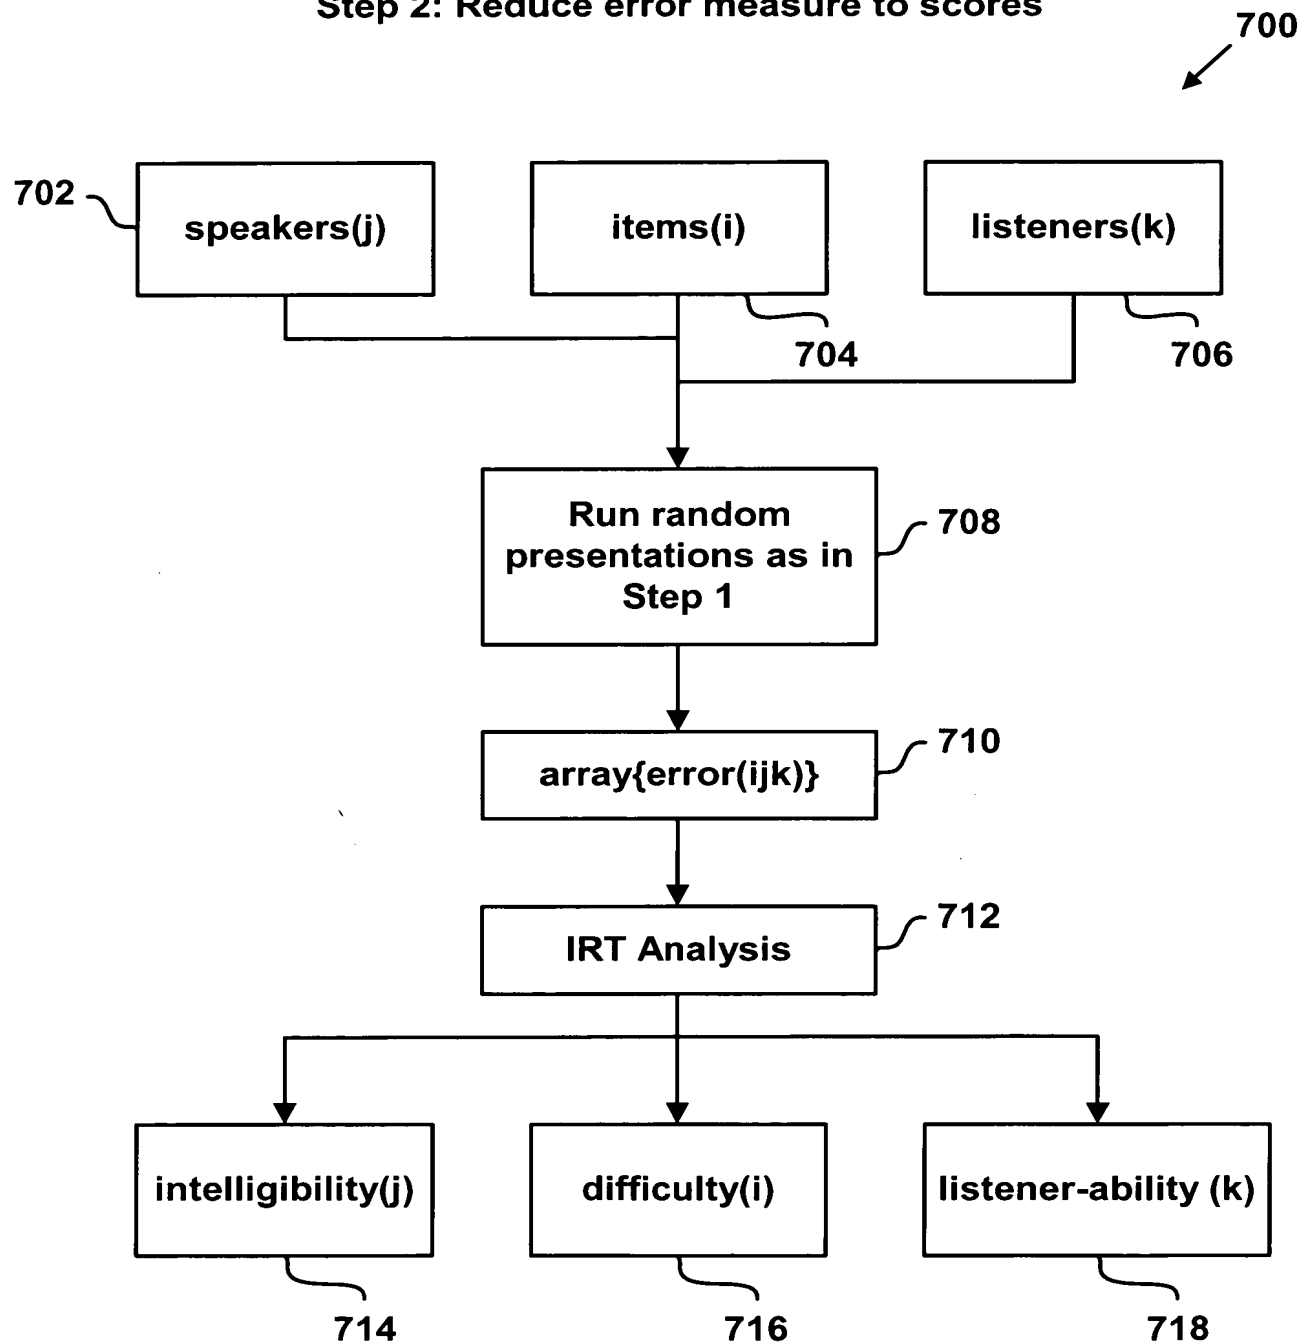 Step 2: Reduce error measure to scores
700
702
speakers(j)
items(i)
listeners(k)
704
706
Run random
presentations as in
Step 1
708
array{error(ijk)}
710
IRT Analysis
712
intelligibility(j)
difficulty(i)
listener-ability (k)
714
716
718